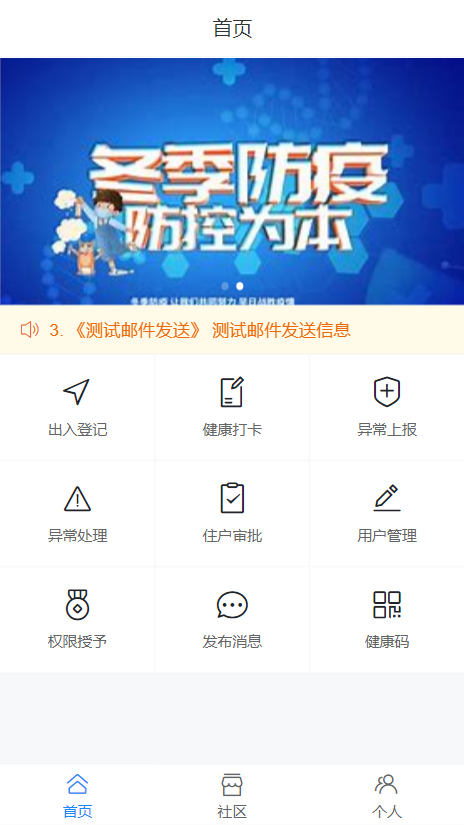 首页
冬季防疫
防控为本
冬季防疫 让我们共同努力 早日战胜疫情
3. 《测试邮件发送》 测试邮件发送信息
出入登记 健康打卡 异常上报
异常处理 住户审批 用户管理
权限授予 发布消息 健康码
首页 社区 个人